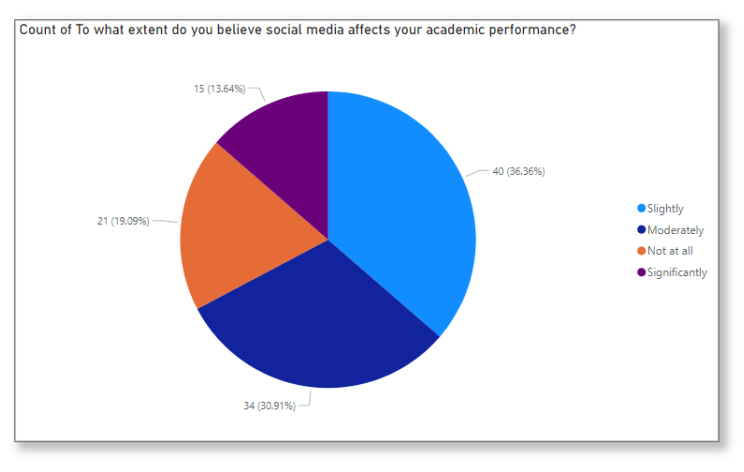 Count of To what extent do you believe social media affects your academic performance?
15 (13.64%)
40 (36.36%)
21 (19.09%)
34 (30.91%)
Slightly
Moderately
Not at all
Significantly